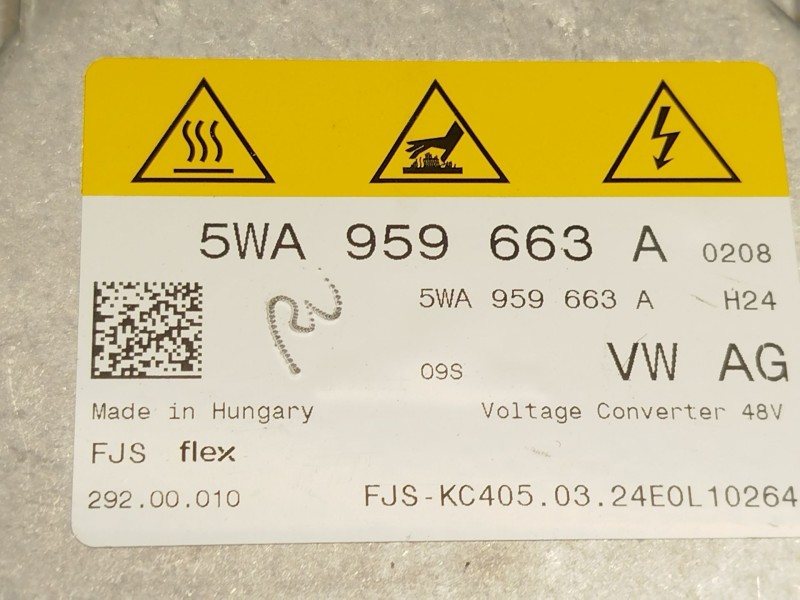 5WA 959 663 A 0208
5WA 959 663 A H24
09S VW AG
Made in Hungary Voltage Converter 48V
FJS flex
292.00.010 FJS-KC405.03.24E0L10264